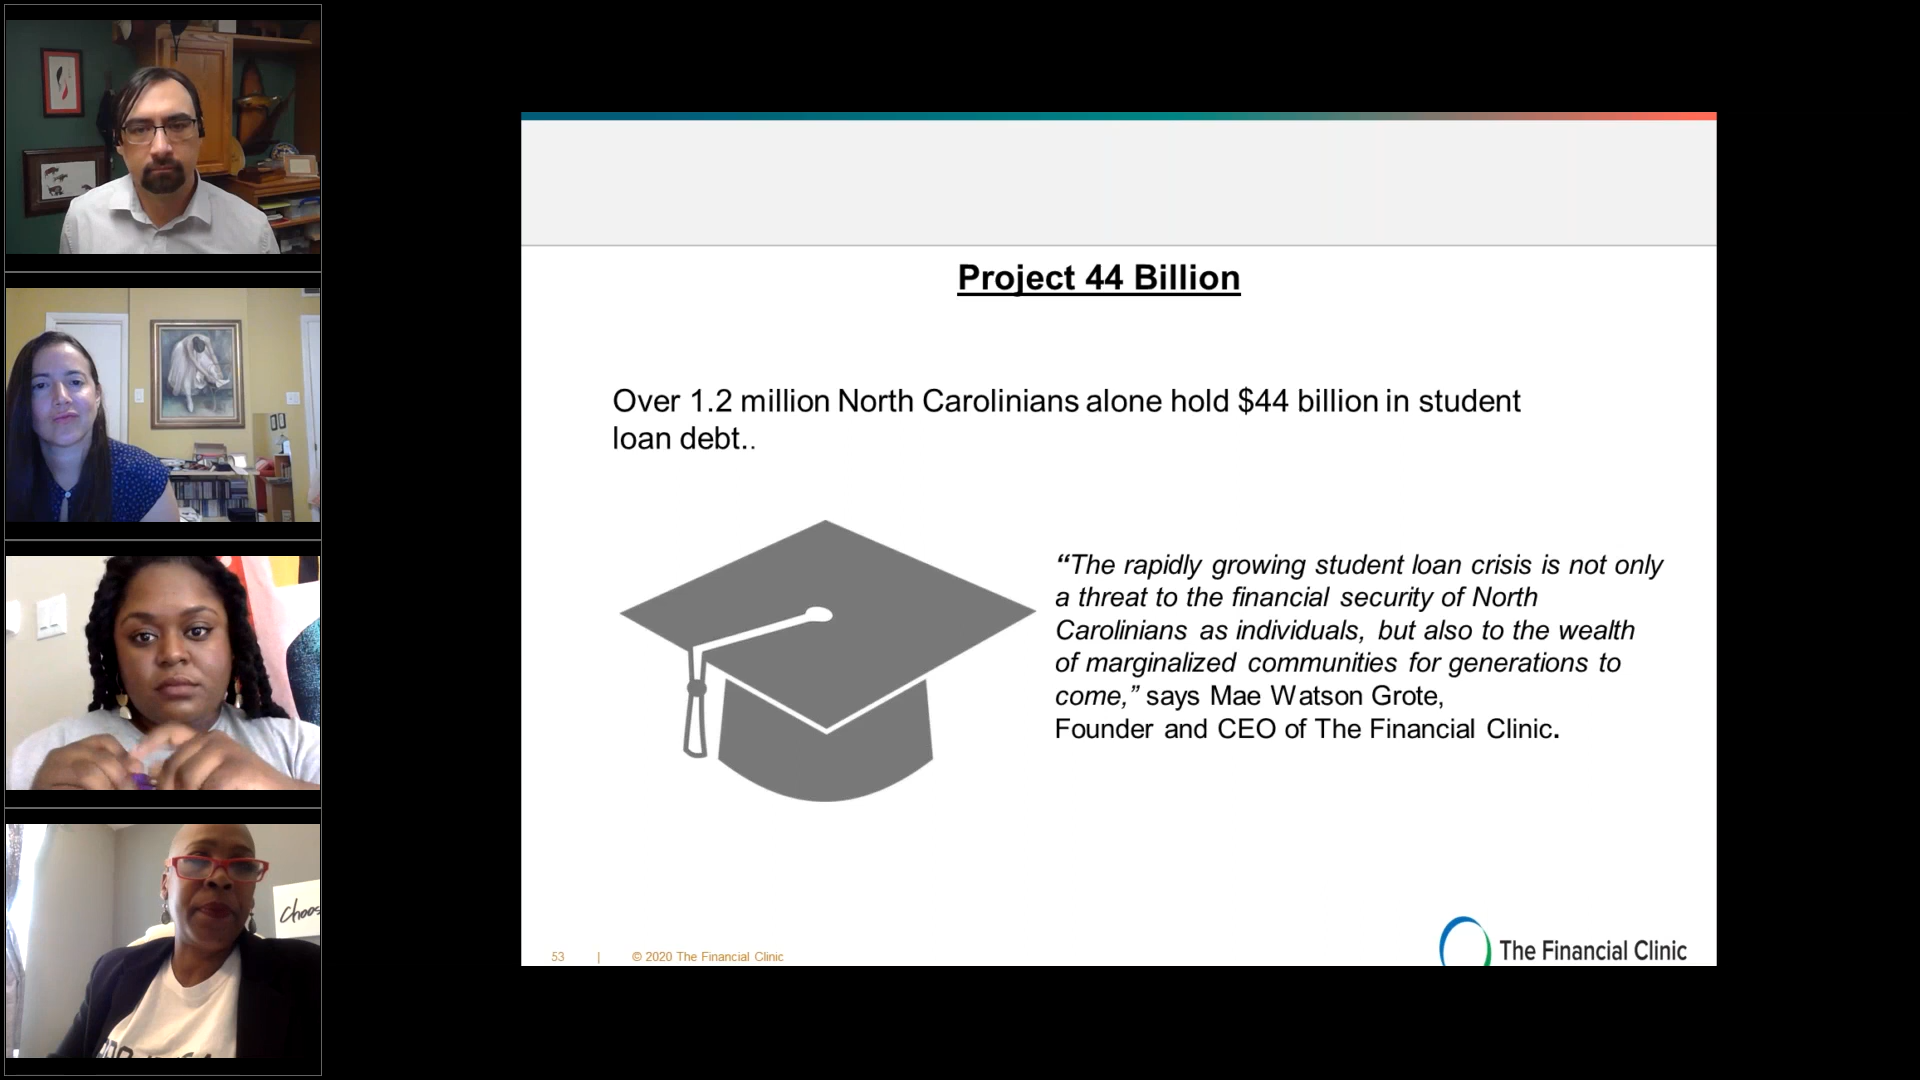 Project 44 Billion
Over 1.2 million North Carolinians alone hold $44 billion in student
loan debt..
“The rapidly growing student loan crisis is not only
a threat to the financial security of North
Carolinians as individuals, but also to the wealth
of marginalized communities for generations to
come,” says Mae Watson Grote,
Founder and CEO of The Financial Clinic.
53 | © 2020 The Financial Clinic
The Financial Clinic